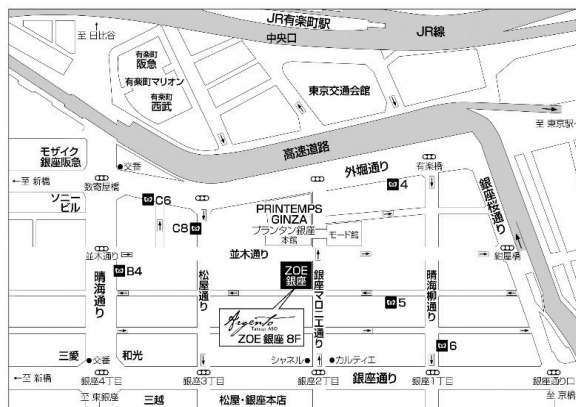 JR有楽町駅
中央口
JR線
至 日比谷
有楽町
阪急
有楽町マリオン
有楽町
西武
東京交通会館
至 東京駅
モザイク
銀座阪急
交番
高速道路
外堀通り
有楽橋
←至 新橋
数寄屋橋
ソニー
ビル
C6
4
銀座桜通り
PRINTEMPS
GINZA
プランタン銀座
本館
モード館
C8
並木通り
並木通り
紺屋橋
B4
ZOE
銀座
晴海通り
松屋通り
銀座マロニエ通り
晴海柳通り
5
Argento
ZOE 銀座 8F
6
三愛
交番
和光
シャネル
カルティエ
←至 新橋
銀座4丁目
銀座3丁目
銀座2丁目
銀座通り
銀座1丁目
銀座通り口
至 東銀座
三越
松屋・銀座本店
至 京橋